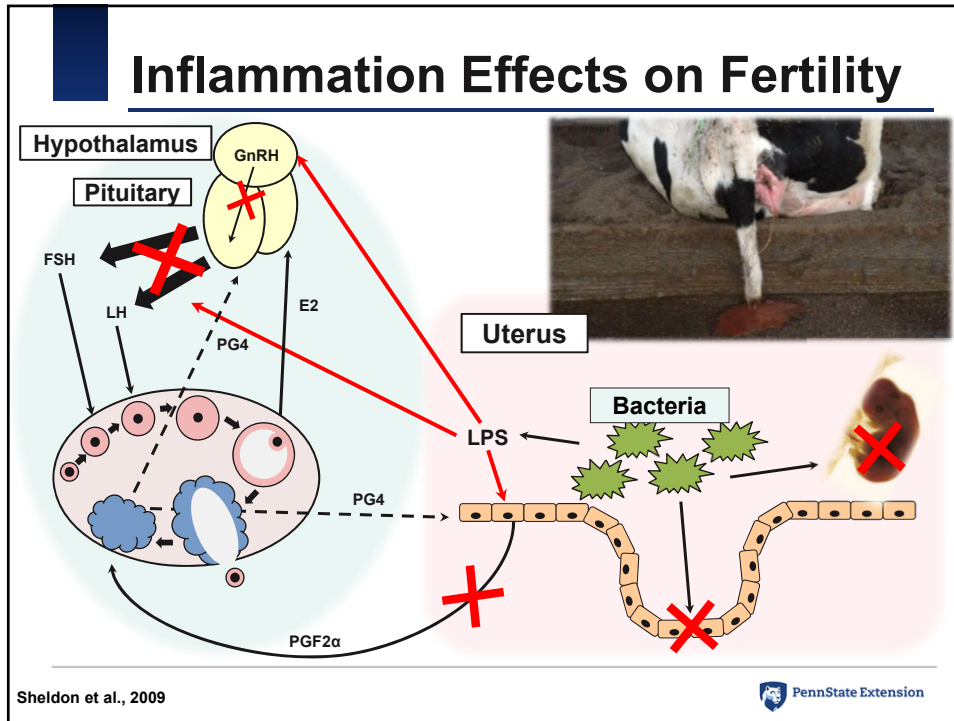 Inflammation Effects on Fertility
Hypothalamus
GnRH
Pituitary
FSH
LH
E2
PG4
Uterus
Bacteria
LPS
PG4
PGF2α
Sheldon et al., 2009
PennState Extension